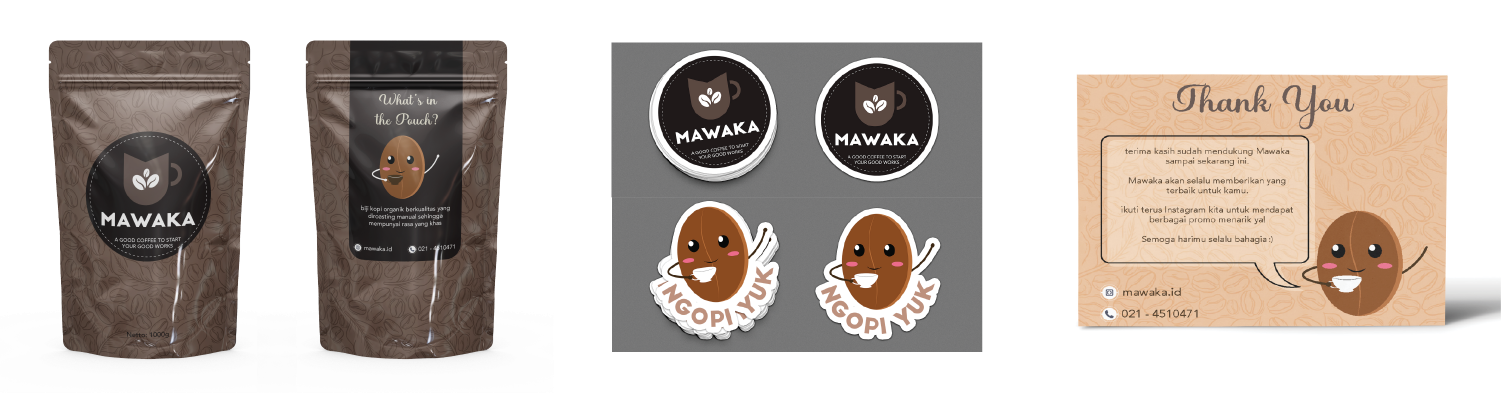 MAWAKA
A GOOD COFFEE TO START
YOUR GOOD WORKS
Netto: 1000g
What's in
the Pouch?
biji kopi organik berkualitas yang
diroasting manual sehingga
mempunyai rasa yang khas
mawaka.id
021 - 4510471
MAWAKA
A GOOD COFFEE TO START
YOUR GOOD WORKS
MAWAKA
A GOOD COFFEE TO START
YOUR GOOD WORKS
NGOPI YUK
NGOPI YUK
Thank You
terima kasih sudah mendukung Mawaka
sampai sekarang ini.
Mawaka akan selalu memberikan yang
terbaik untuk kamu.
ikuti terus Instagram kita untuk mendapat
berbagai promo menarik ya!
Semoga harimu selalu bahagia :)
mawaka.id
021 - 4510471